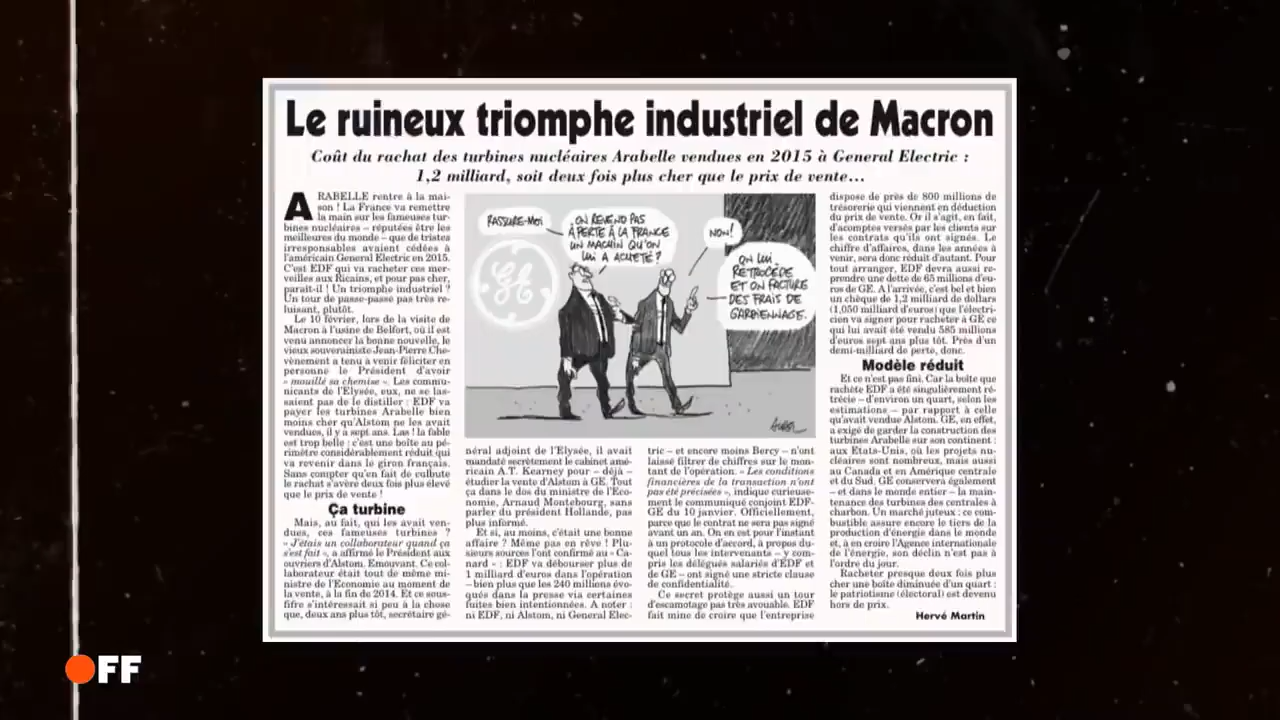 Le ruineux triomphe industriel de Macron
Coût du rachat des turbines nucléaires Arabelle vendues en 2015 à General Electric :
1,2 milliard, soit deux fois plus cher que le prix de vente...
ARABELLE rentre à la mai-
son ! La France va remettre
la main sur les fameuses tur-
bines nucléaires – réputées être les
meilleures du monde – que de tristes
irresponsables avaient cédées à
l'américain General Electric en 2015.
C'est EDF qui va racheter ces mer-
veilles aux Ricains, et pour pas cher,
paraît-il ! Un triomphe industriel ?
Un tour de passe-passe pas très re-
luisant, plutôt.
Le 10 février, lors de la visite de
Macron à l'usine de Belfort, où il est
venu annoncer la bonne nouvelle, le
vieux souverainiste Jean-Pierre Che-
vènement a tenu à venir féliciter en
personne le Président d'avoir
« mouillé sa chemise ». Les commu-
nicants de l'Elysée, eux, ne se las-
saient pas de le distiller : EDF va
payer les turbines Arabelle bien
moins cher qu'Alstom ne les avait
vendues, il y a sept ans. Las ! la fable
est trop belle : c'est une boîte au pé-
rimètre considérablement réduit qui
va revenir dans le giron français.
Sans compter qu'en fait de culbute
le rachat s'avère deux fois plus élevé
que le prix de vente !
Ça turbine
Mais, au fait, qui les avait ven-
dues, ces fameuses turbines ?
« J'étais un collaborateur quand ça
s'est fait », a affirmé le Président aux
ouvriers d'Alstom. Emouvant. Ce col-
laborateur était tout de même mi-
nistre de l'Economie au moment de
la vente, à la fin de 2014. Et ce sous-
fifre s'intéressait si peu à la chose
que, deux ans plus tôt, secrétaire gé-
RASSURE-MOI
ON REVEND PAS
À PERTE À LA FRANCE
UN MACHIN QU'ON
LUI A ACHETÉ ?
NON !
ON LUI
RETROCÈDE
ET ON FACTURE
DES FRAIS DE
GARDIENNAGE.
GE
néral adjoint de l'Elysée, il avait
mandaté secrètement le cabinet amé-
ricain A.T. Kearney pour – déjà –
étudier la vente d'Alstom à GE. Tout
ça dans le dos du ministre de l'Eco-
nomie, Arnaud Montebourg, sans
parler du président Hollande, pas
plus informé.
Et si, au moins, c'était une bonne
affaire ? Même pas en rêve ! Plu-
sieurs sources l'ont confirmé au « Ca-
nard » : EDF va débourser plus de
1 milliard d'euros dans l'opération
– bien plus que les 240 millions évo-
qués dans la presse via certaines
fuites bien intentionnées. A noter :
ni EDF, ni Alstom, ni General Elec-
tric – et encore moins Bercy – n'ont
laissé filtrer de chiffres sur le mon-
tant de l'opération. « Les conditions
financières de la transaction n'ont
pas été précisées », indique curieuse-
ment le communiqué conjoint EDF-
GE du 10 janvier. Officiellement,
parce que le contrat ne sera pas signé
avant un an. On en est pour l'instant
à un protocole d'accord, à propos du-
quel tous les intervenants – y com-
pris les délégués salariés d'EDF et
de GE – ont signé une stricte clause
de confidentialité.
Ce secret protège aussi un tour
d'escamotage pas très avouable. EDF
fait mine de croire que l'entreprise
dispose de près de 800 millions de
trésorerie qui viennent en déduction
du prix de vente. Or il s'agit, en fait,
d'acomptes versés par les clients sur
les contrats qu'ils ont signés. Le
chiffre d'affaires, dans les années à
venir, sera donc réduit d'autant. Pour
tout arranger, EDF devra aussi re-
prendre une dette de 65 millions d'eu-
ros de GE. A l'arrivée, c'est bel et bien
un chèque de 1,2 milliard de dollars
(1,050 milliard d'euros) que l'électri-
cien va signer pour racheter à GE ce
qui lui avait été vendu 585 millions
d'euros sept ans plus tôt. Près d'un
demi-milliard de perte, donc.
Modèle réduit
Et ce n'est pas fini. Car la boîte que
rachète EDF a été singulièrement ré-
trécie – d'environ un quart, selon les
estimations – par rapport à celle
qu'avait vendue Alstom. GE, en effet,
a exigé de garder la construction des
turbines Arabelle sur son continent :
aux Etats-Unis, où les projets nu-
cléaires sont nombreux, mais aussi
au Canada et en Amérique centrale
et du Sud. GE conservera également
– et dans le monde entier – la main-
tenance des turbines des centrales à
charbon. Un marché juteux : ce com-
bustible assure encore le tiers de la
production d'énergie dans le monde
et, à en croire l'Agence internationale
de l'énergie, son déclin n'est pas à
l'ordre du jour.
Racheter presque deux fois plus
cher une boîte diminuée d'un quart :
le patriotisme (électoral) est devenu
hors de prix.
Hervé Martin
OFF